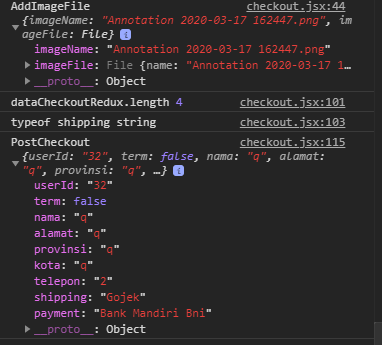 AddImageFile checkout.jsx:44
{imageName: "Annotation 2020-03-17 162447.png", im
ageFile: File}
imageName: "Annotation 2020-03-17 162447.png"
imageFile: File {name: "Annotation 2020-03-17 1…
__proto__: Object
dataCheckoutRedux.length 4 checkout.jsx:101
typeof shipping string checkout.jsx:103
PostCheckout checkout.jsx:115
{userId: "32", term: false, nama: "q", alamat:
"q", provinsi: "q", …}
userId: "32"
term: false
nama: "q"
alamat: "q"
provinsi: "q"
kota: "q"
telepon: "2"
shipping: "Gojek"
payment: "Bank Mandiri Bni"
__proto__: Object